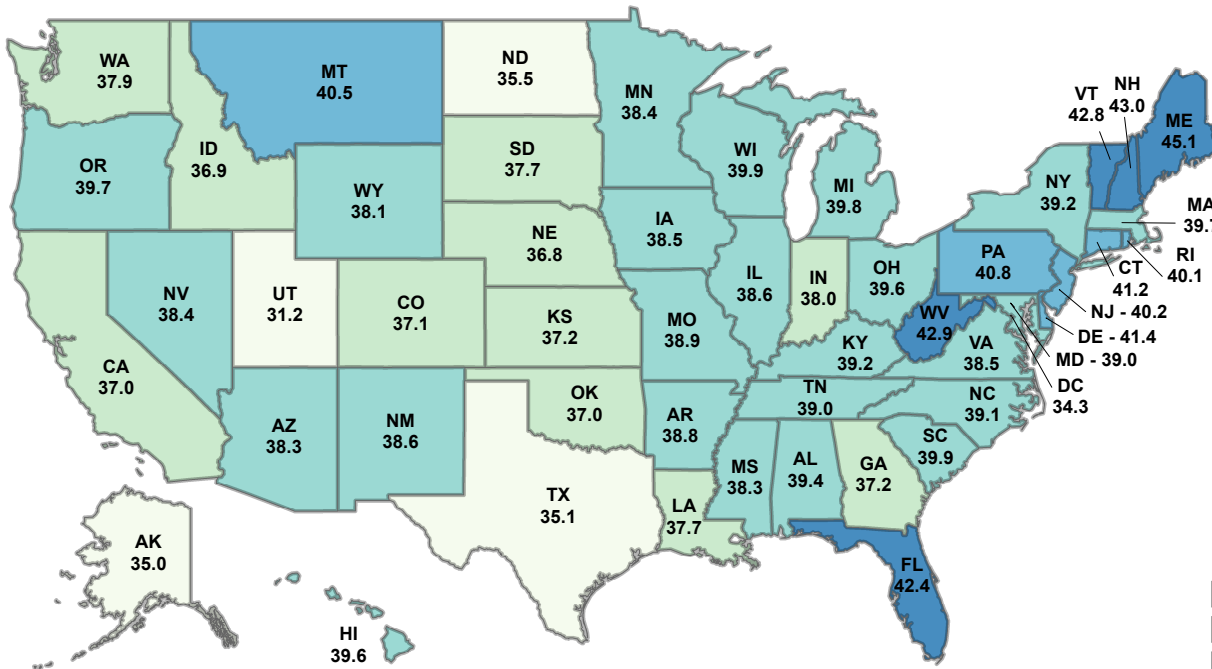 WA
37.9
MT
40.5
ND
35.5
MN
38.4
VT
42.8
NH
43.0
ME
45.1
OR
39.7
ID
36.9
WY
38.1
SD
37.7
WI
39.9
MI
39.8
NY
39.2
MA
39.7
RI
40.1
CT
41.2
NJ - 40.2
DE - 41.4
MD - 39.0
DC
34.3
NV
38.4
UT
31.2
CO
37.1
NE
36.8
IA
38.5
IL
38.6
IN
38.0
OH
39.6
PA
40.8
WV
42.9
VA
38.5
CA
37.0
KS
37.2
MO
38.9
KY
39.2
TN
39.0
NC
39.1
SC
39.9
AZ
38.3
NM
38.6
OK
37.0
AR
38.8
MS
38.3
AL
39.4
GA
37.2
TX
35.1
LA
37.7
FL
42.4
AK
35.0
HI
39.6